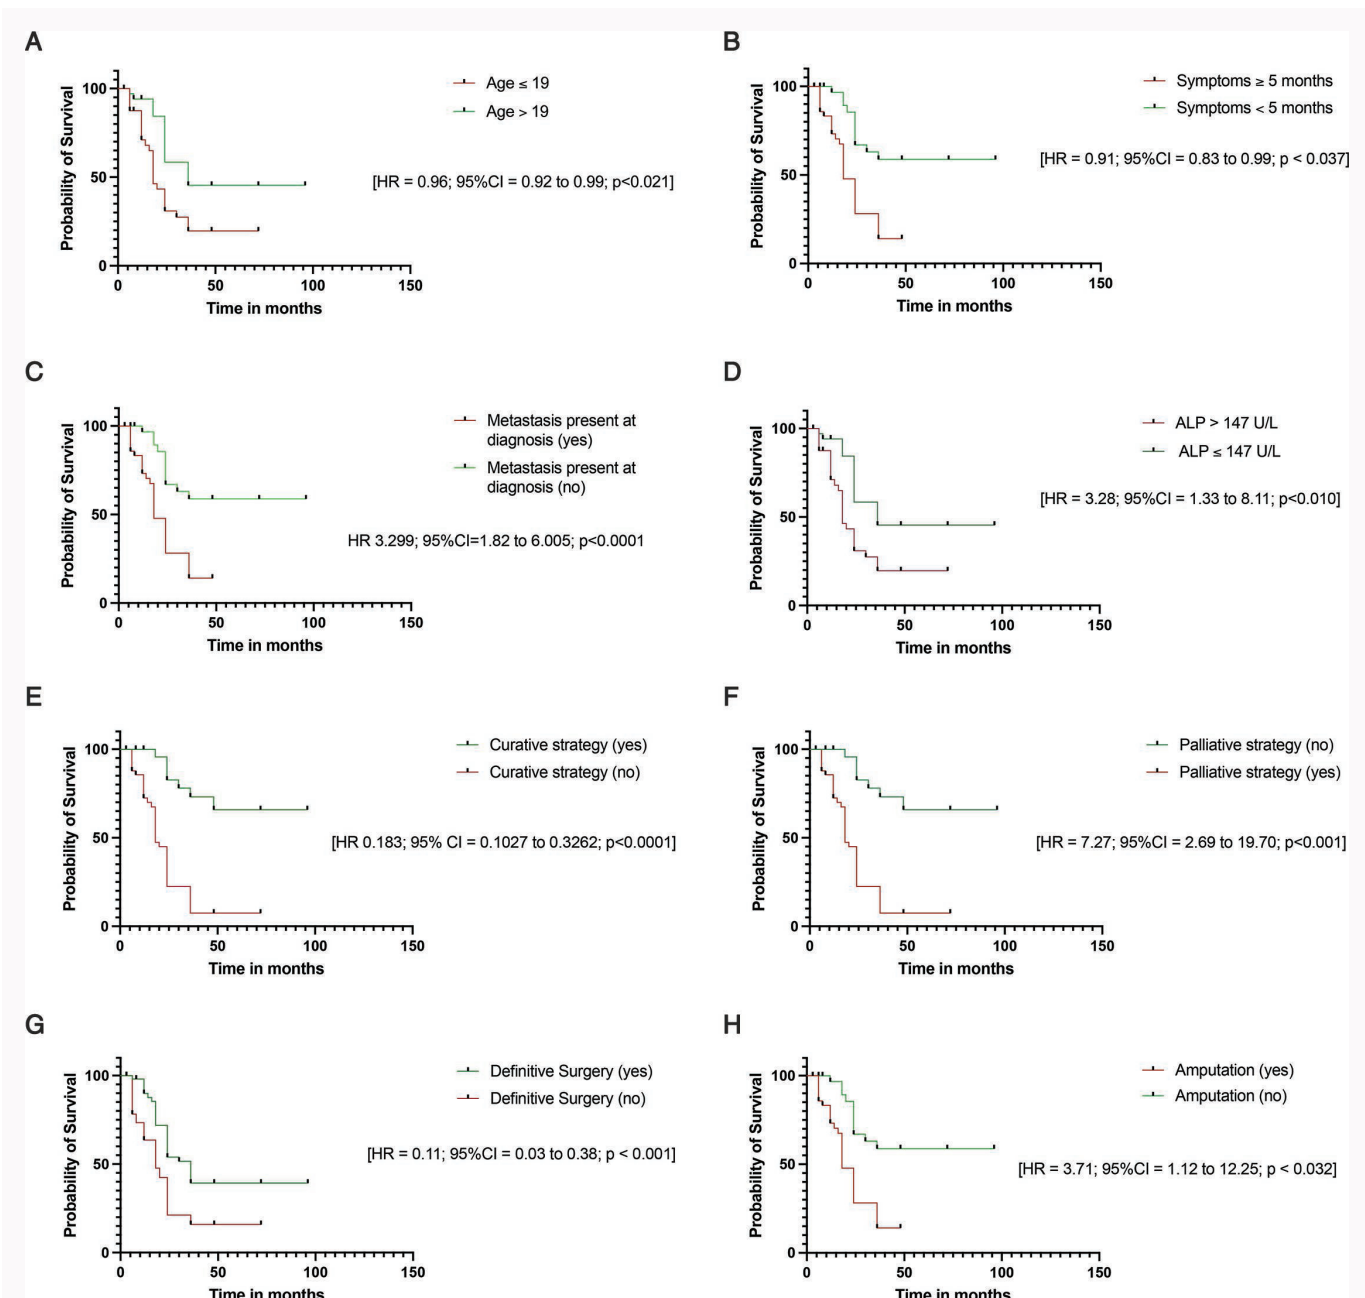 A
Probability of Survival
100
50
0
0 50 100 150
Time in months
Age ≤ 19
Age > 19
[HR = 0.96; 95%CI = 0.92 to 0.99; p<0.021]
B
Probability of Survival
100
50
0
0 50 100 150
Time in months
Symptoms ≥ 5 months
Symptoms < 5 months
[HR = 0.91; 95%CI = 0.83 to 0.99; p < 0.037]
C
Probability of Survival
100
50
0
0 50 100 150
Time in months
Metastasis present at
diagnosis (yes)
Metastasis present at
diagnosis (no)
HR 3.299; 95%CI=1.82 to 6.005; p<0.0001
D
Probability of Survival
100
50
0
0 50 100 150
Time in months
ALP > 147 U/L
ALP ≤ 147 U/L
[HR = 3.28; 95%CI = 1.33 to 8.11; p<0.010]
E
Probability of Survival
100
50
0
0 50 100 150
Time in months
Curative strategy (yes)
Curative strategy (no)
[HR 0.183; 95% CI = 0.1027 to 0.3262; p<0.0001]
F
Probability of Survival
100
50
0
0 50 100 150
Time in months
Palliative strategy (no)
Palliative strategy (yes)
[HR = 7.27; 95%CI = 2.69 to 19.70; p<0.001]
G
Probability of Survival
100
50
0
0 50 100 150
Time in months
Definitive Surgery (yes)
Definitive Surgery (no)
[HR = 0.11; 95%CI = 0.03 to 0.38; p < 0.001]
H
Probability of Survival
100
50
0
0 50 100 150
Time in months
Amputation (yes)
Amputation (no)
[HR = 3.71; 95%CI = 1.12 to 12.25; p < 0.032]